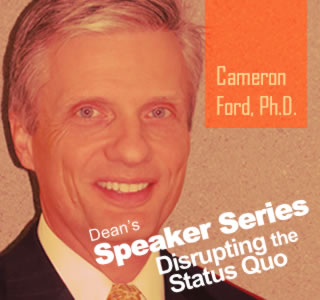 Cameron
Ford, Ph.D.
Dean's
Speaker Series
Disrupting the
Status Quo